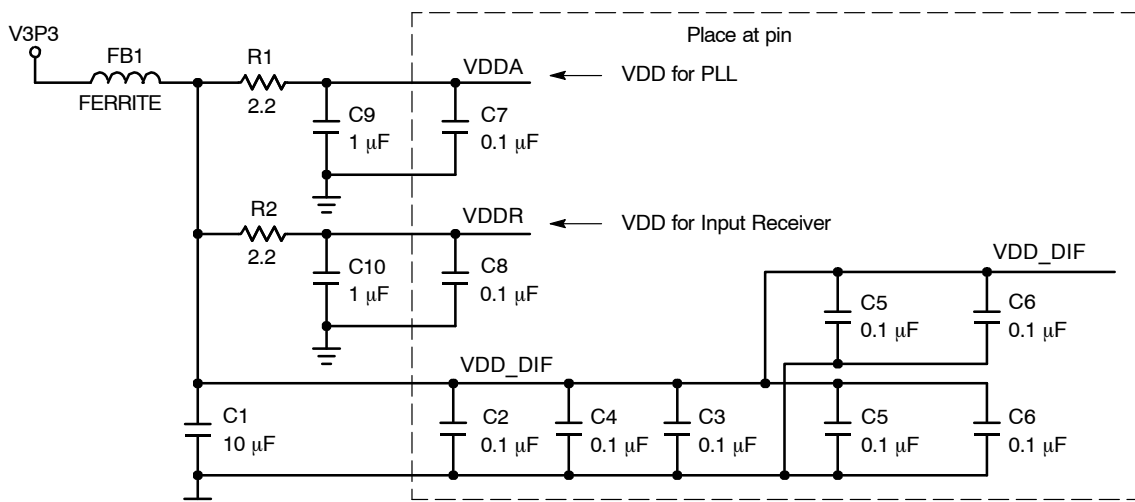 Place at pin
V3P3
FB1
FERRITE
R1
2.2
VDDA
VDD for PLL
C9
1 μF
C7
0.1 μF
R2
2.2
VDDR
VDD for Input Receiver
C10
1 μF
C8
0.1 μF
VDD_DIF
C5
0.1 μF
C6
0.1 μF
VDD_DIF
C1
10 μF
C2
0.1 μF
C4
0.1 μF
C3
0.1 μF
C5
0.1 μF
C6
0.1 μF